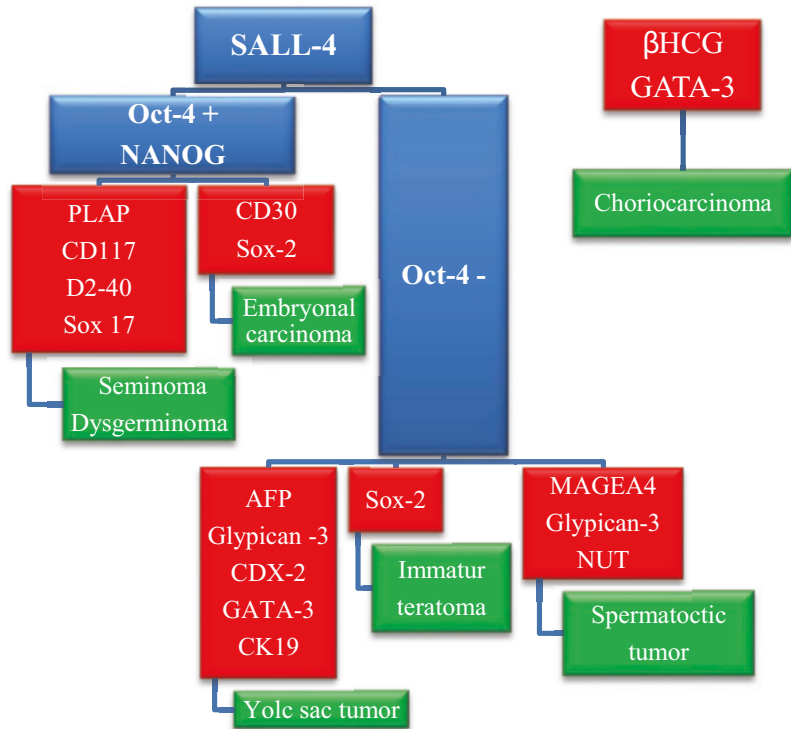 SALL-4
Oct-4 +
NANOG
PLAP
CD117
D2-40
Sox 17
Seminoma
Dysgerminoma
CD30
Sox-2
Embryonal
carcinoma
Oct-4 -
AFP
Glypican -3
CDX-2
GATA-3
CK19
Yolc sac tumor
Sox-2
Immatur
teratoma
MAGEA4
Glypican-3
NUT
Spermatoctic
tumor
βHCG
GATA-3
Choriocarcinoma